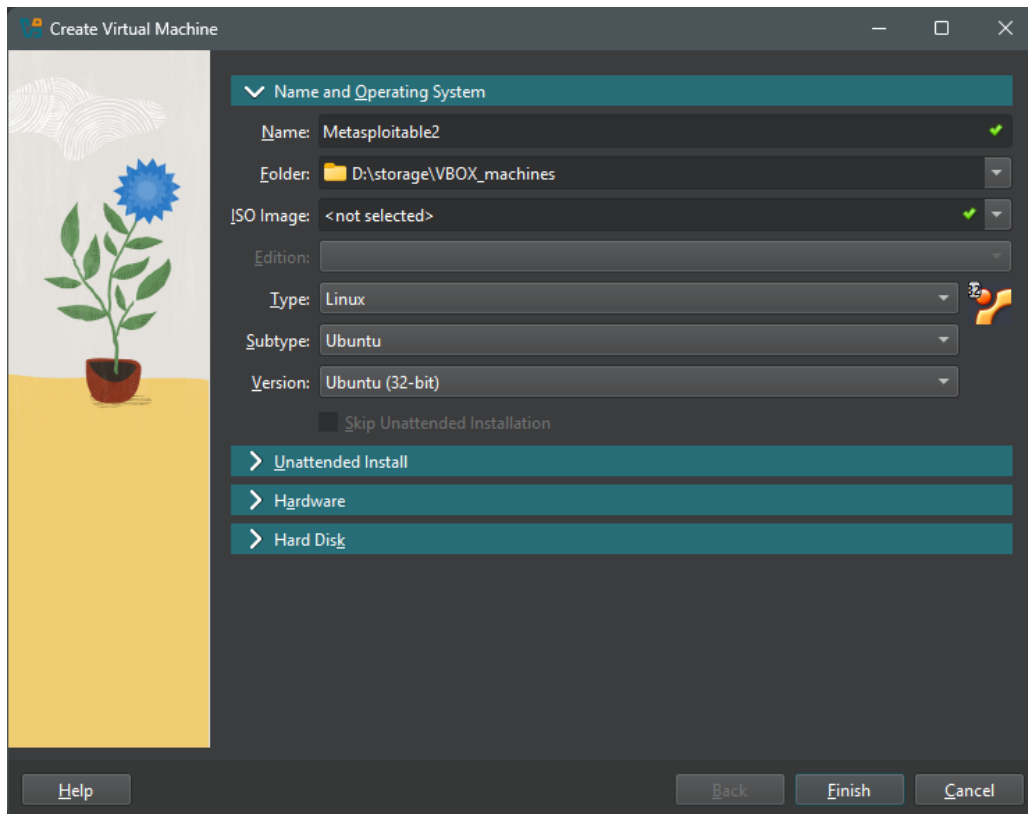 Create Virtual Machine
Name and Operating System
Name: Metasploitable2
Folder: D:\storage\VBOX_machines
ISO Image: <not selected>
Edition:
Type: Linux
Subtype: Ubuntu
Version: Ubuntu (32-bit)
Skip Unattended Installation
Unattended Install
Hardware
Hard Disk
Help Back Finish Cancel